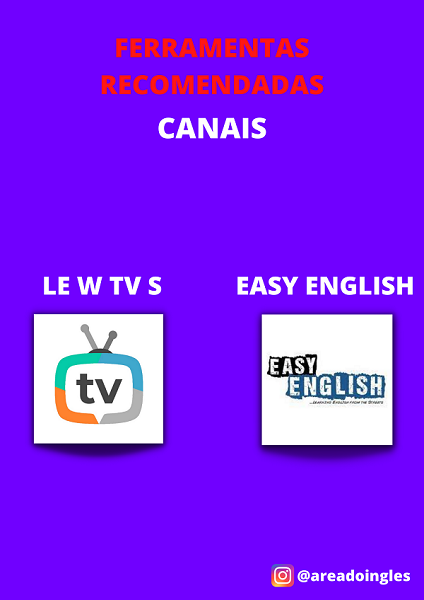 FERRAMENTAS
RECOMENDADAS
CANAIS
LE W TV S
EASY ENGLISH
tv
EASY
ENGLISH
...LEARNING ENGLISH FROM THE STREETS
@areadoingles